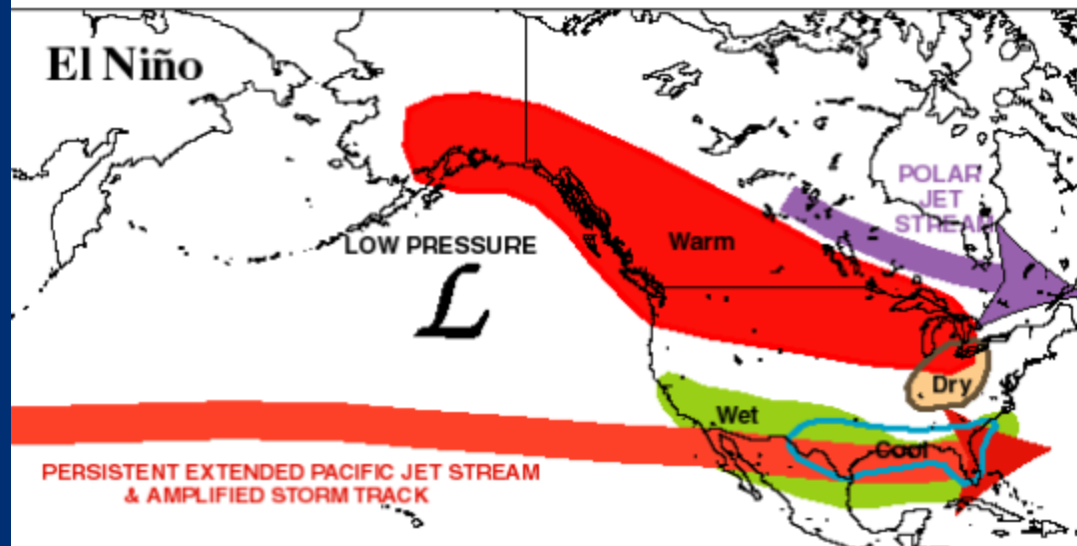 El Niño
POLAR
JET
STREAM
LOW PRESSURE
L
Warm
Dry
Wet
Cool
PERSISTENT EXTENDED PACIFIC JET STREAM
& AMPLIFIED STORM TRACK